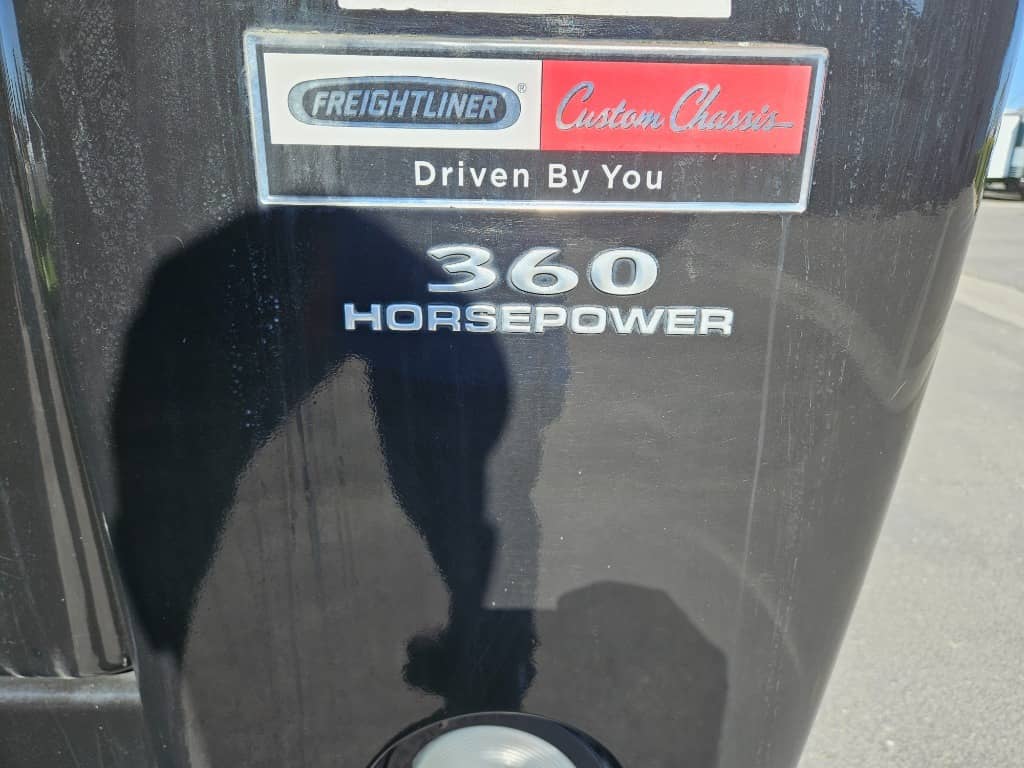 FREIGHTLINER® Custom Chassis
Driven By You
360
HORSEPOWER